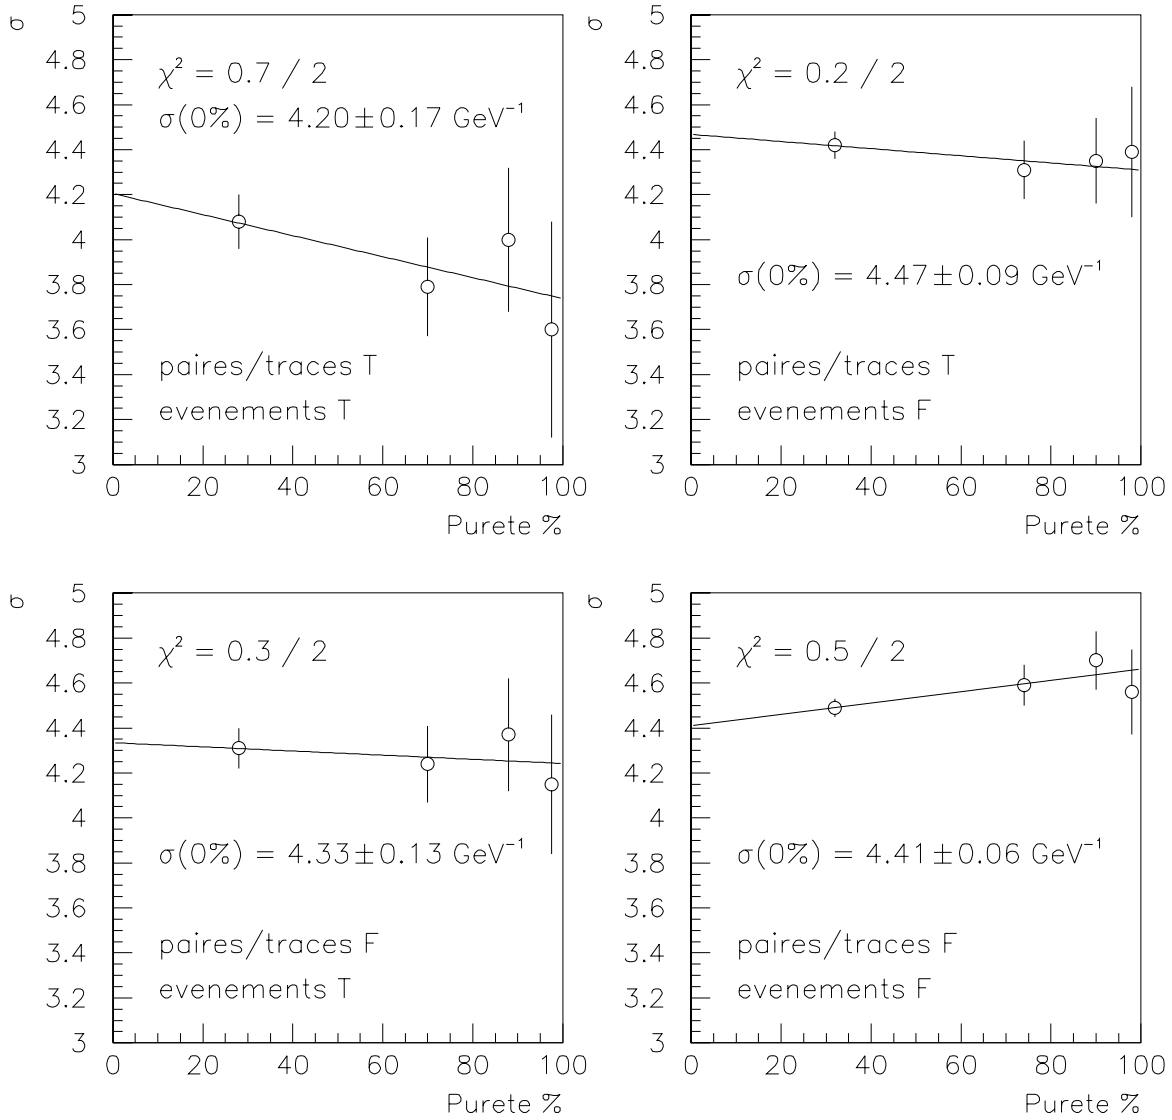 σ
5
4.8
4.6
4.4
4.2
4
3.8
3.6
3.4
3.2
3
χ² = 0.7 / 2
σ(0%) = 4.20±0.17 GeV⁻¹
paires/traces T
evenements T
0 20 40 60 80 100
Purete %
σ
5
4.8
4.6
4.4
4.2
4
3.8
3.6
3.4
3.2
3
χ² = 0.2 / 2
σ(0%) = 4.47±0.09 GeV⁻¹
paires/traces T
evenements F
0 20 40 60 80 100
Purete %
σ
5
4.8
4.6
4.4
4.2
4
3.8
3.6
3.4
3.2
3
χ² = 0.3 / 2
σ(0%) = 4.33±0.13 GeV⁻¹
paires/traces F
evenements T
0 20 40 60 80 100
Purete %
σ
5
4.8
4.6
4.4
4.2
4
3.8
3.6
3.4
3.2
3
χ² = 0.5 / 2
σ(0%) = 4.41±0.06 GeV⁻¹
paires/traces F
evenements F
0 20 40 60 80 100
Purete %